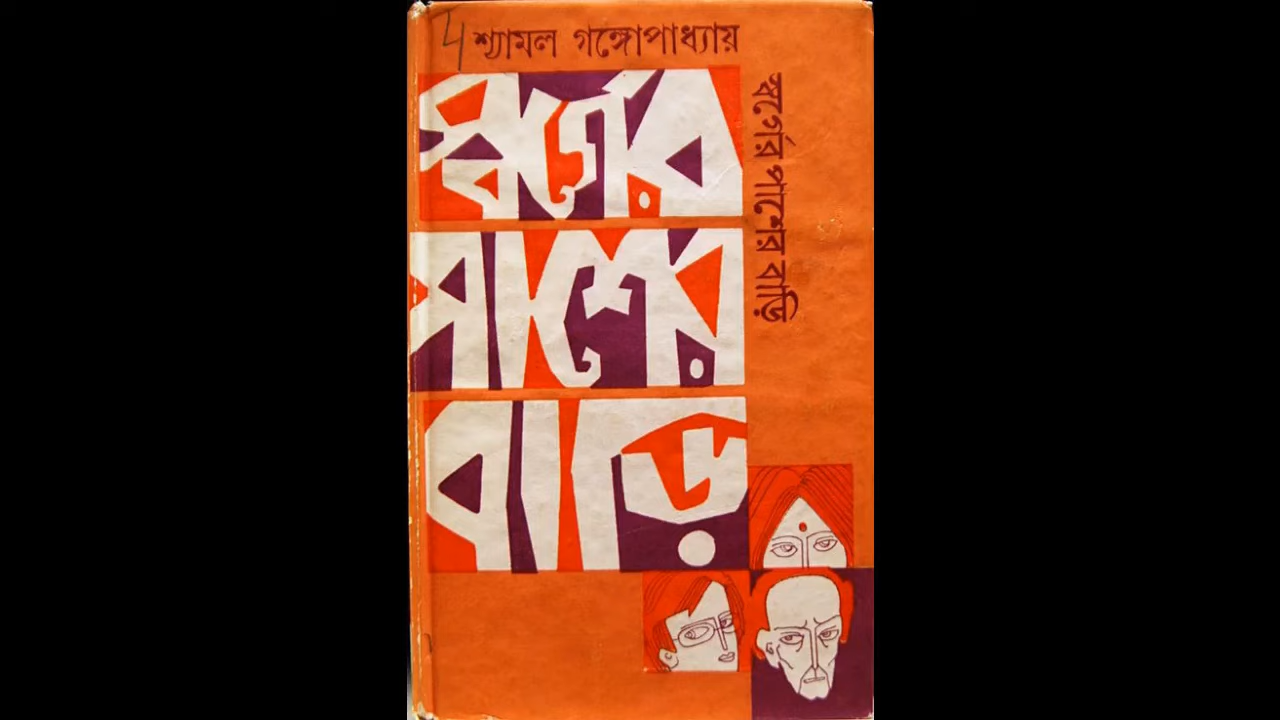 শ্যামল গঙ্গোপাধ্যায়
স্বর্গের
পাশের
বাড়ি
স্বর্গের পাশের বাড়ি